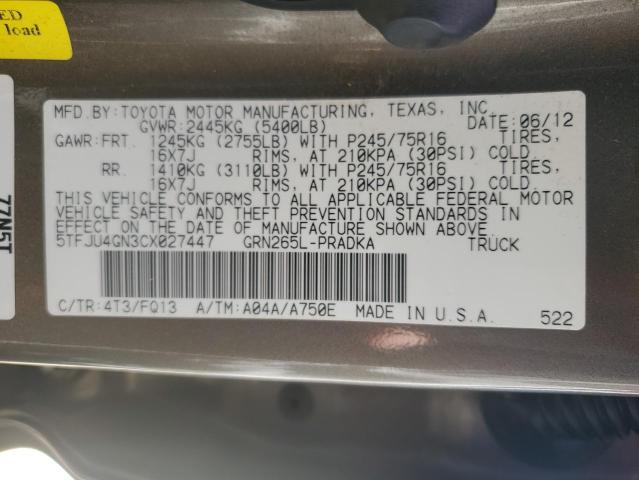 ED
load
77N5T
MFD.BY:TOYOTA MOTOR MANUFACTURING, TEXAS, INC.
GVWR:2445KG (5400LB) DATE:06/12
GAWR:FRT. 1245KG (2755LB) WITH P245/75R16 TIRES,
16X7J RIMS, AT 210KPA (30PSI) COLD.
RR. 1410KG (3110LB) WITH P245/75R16 TIRES,
16X7J RIMS, AT 210KPA (30PSI) COLD.
THIS VEHICLE CONFORMS TO ALL APPLICABLE FEDERAL MOTOR
VEHICLE SAFETY AND THEFT PREVENTION STANDARDS IN
EFFECT ON THE DATE OF MANUFACTURE SHOWN ABOVE.
5TFJU4GN3CX027447 GRN265L-PRADKA TRUCK
C/TR:4T3/FQ13 A/TM:A04A/A750E MADE IN U.S.A. 522